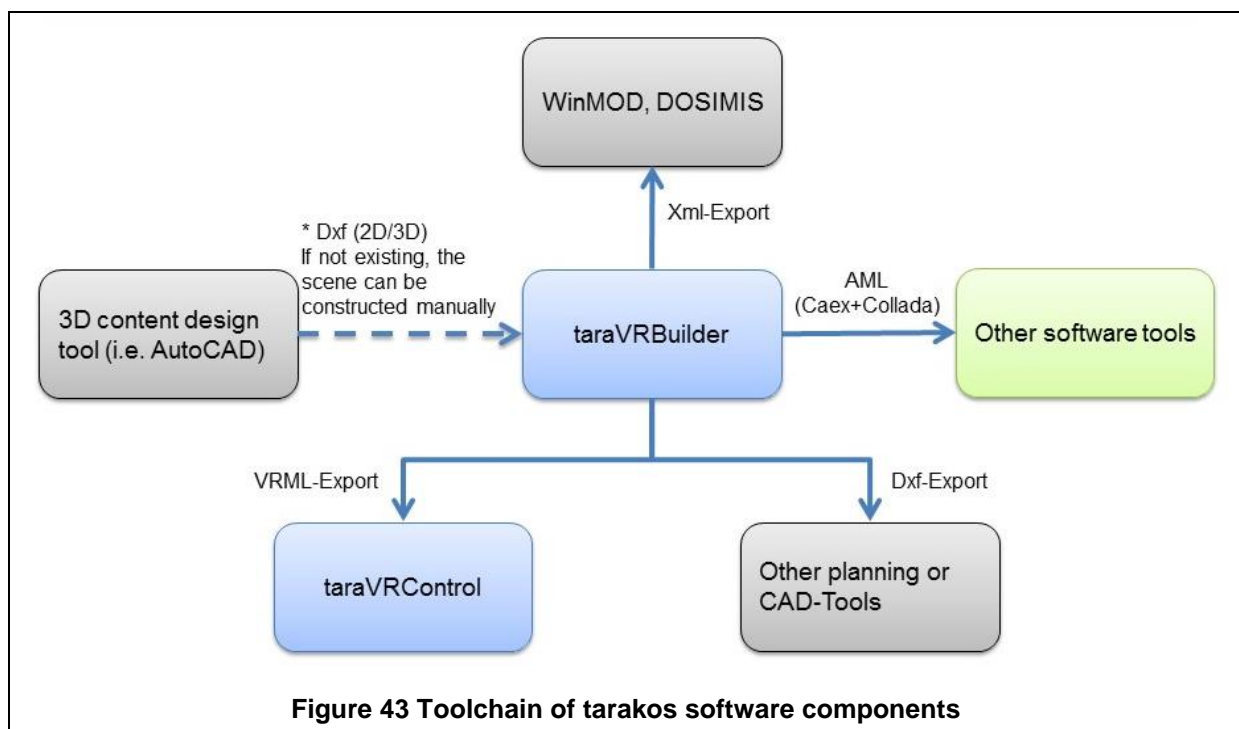 WinMOD, DOSIMIS
Xml-Export
* Dxf (2D/3D)
If not existing, the
scene can be
constructed manually
3D content design
tool (i.e. AutoCAD)
taraVRBuilder
AML
(Caex+Collada)
Other software tools
VRML-Export
Dxf-Export
taraVRControl
Other planning or
CAD-Tools
Figure 43 Toolchain of tarakos software components